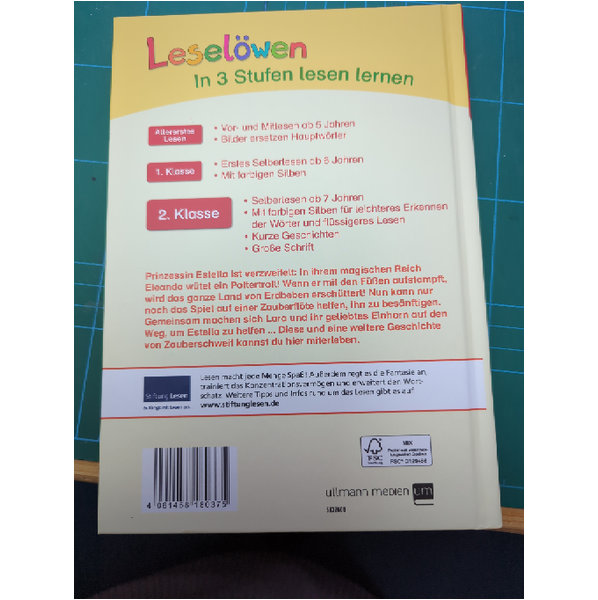 Leselöwen
In 3 Stufen lesen lernen
Allererstes Lesen
• Vor- und Mitlesen ab 5 Jahren
• Bilder ersetzen Hauptwörter
1. Klasse
• Erstes Selberlesen ab 6 Jahren
• Mit farbigen Silben
2. Klasse
• Selberlesen ab 7 Jahren
• Mit farbigen Silben für leichteres Erkennen
der Wörter und flüssigeres Lesen
• Kurze Geschichten
• Große Schrift
Prinzessin Estella ist verzweifelt: In ihrem magischen Reich
Eleando wütet ein Poltertroll! Wenn er mit den Füßen aufstampft,
wird das ganze Land von Erdbeben erschüttert! Nun kann nur
noch das Spiel auf einer Zauberflöte helfen, ihn zu besänftigen.
Gemeinsam machen sich Lara und ihr geliebtes Einhorn auf den
Weg, um Estella zu helfen ... Diese und eine weitere Geschichte
von Zauberschweif kannst du hier miterleben.
Lesen macht jede Menge Spaß! Außerdem regt es die Fantasie an,
trainiert das Konzentrationsvermögen und erweitert den Wort-
schatz. Weitere Tipps und Infos rund um das Lesen gibt es auf
www.stiftunglesen.de
Stiftung Lesen
FSC
MIX
ullmann medien um
4 061458 180375